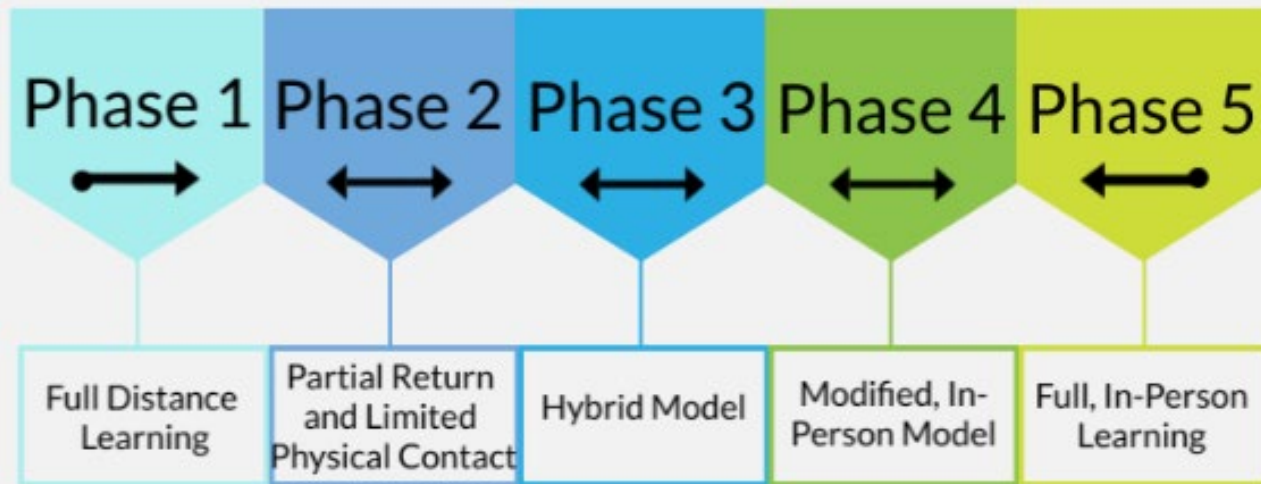 Phase 1
Phase 2
Phase 3
Phase 4
Phase 5
Full Distance
Learning
Partial Return
and Limited
Physical Contact
Hybrid Model
Modified, In-
Person Model
Full, In-Person
Learning